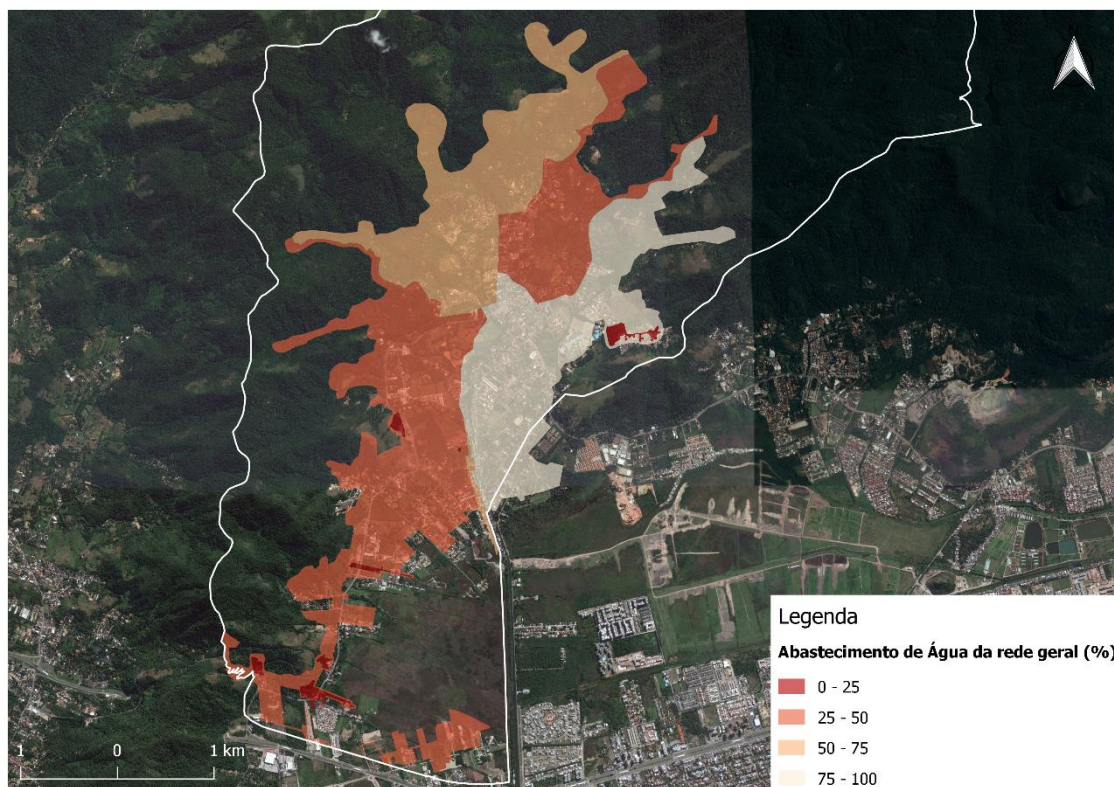 Legenda
Abastecimento de Água da rede geral (%)
0 - 25
25 - 50
50 - 75
75 - 100
1 0 1 km